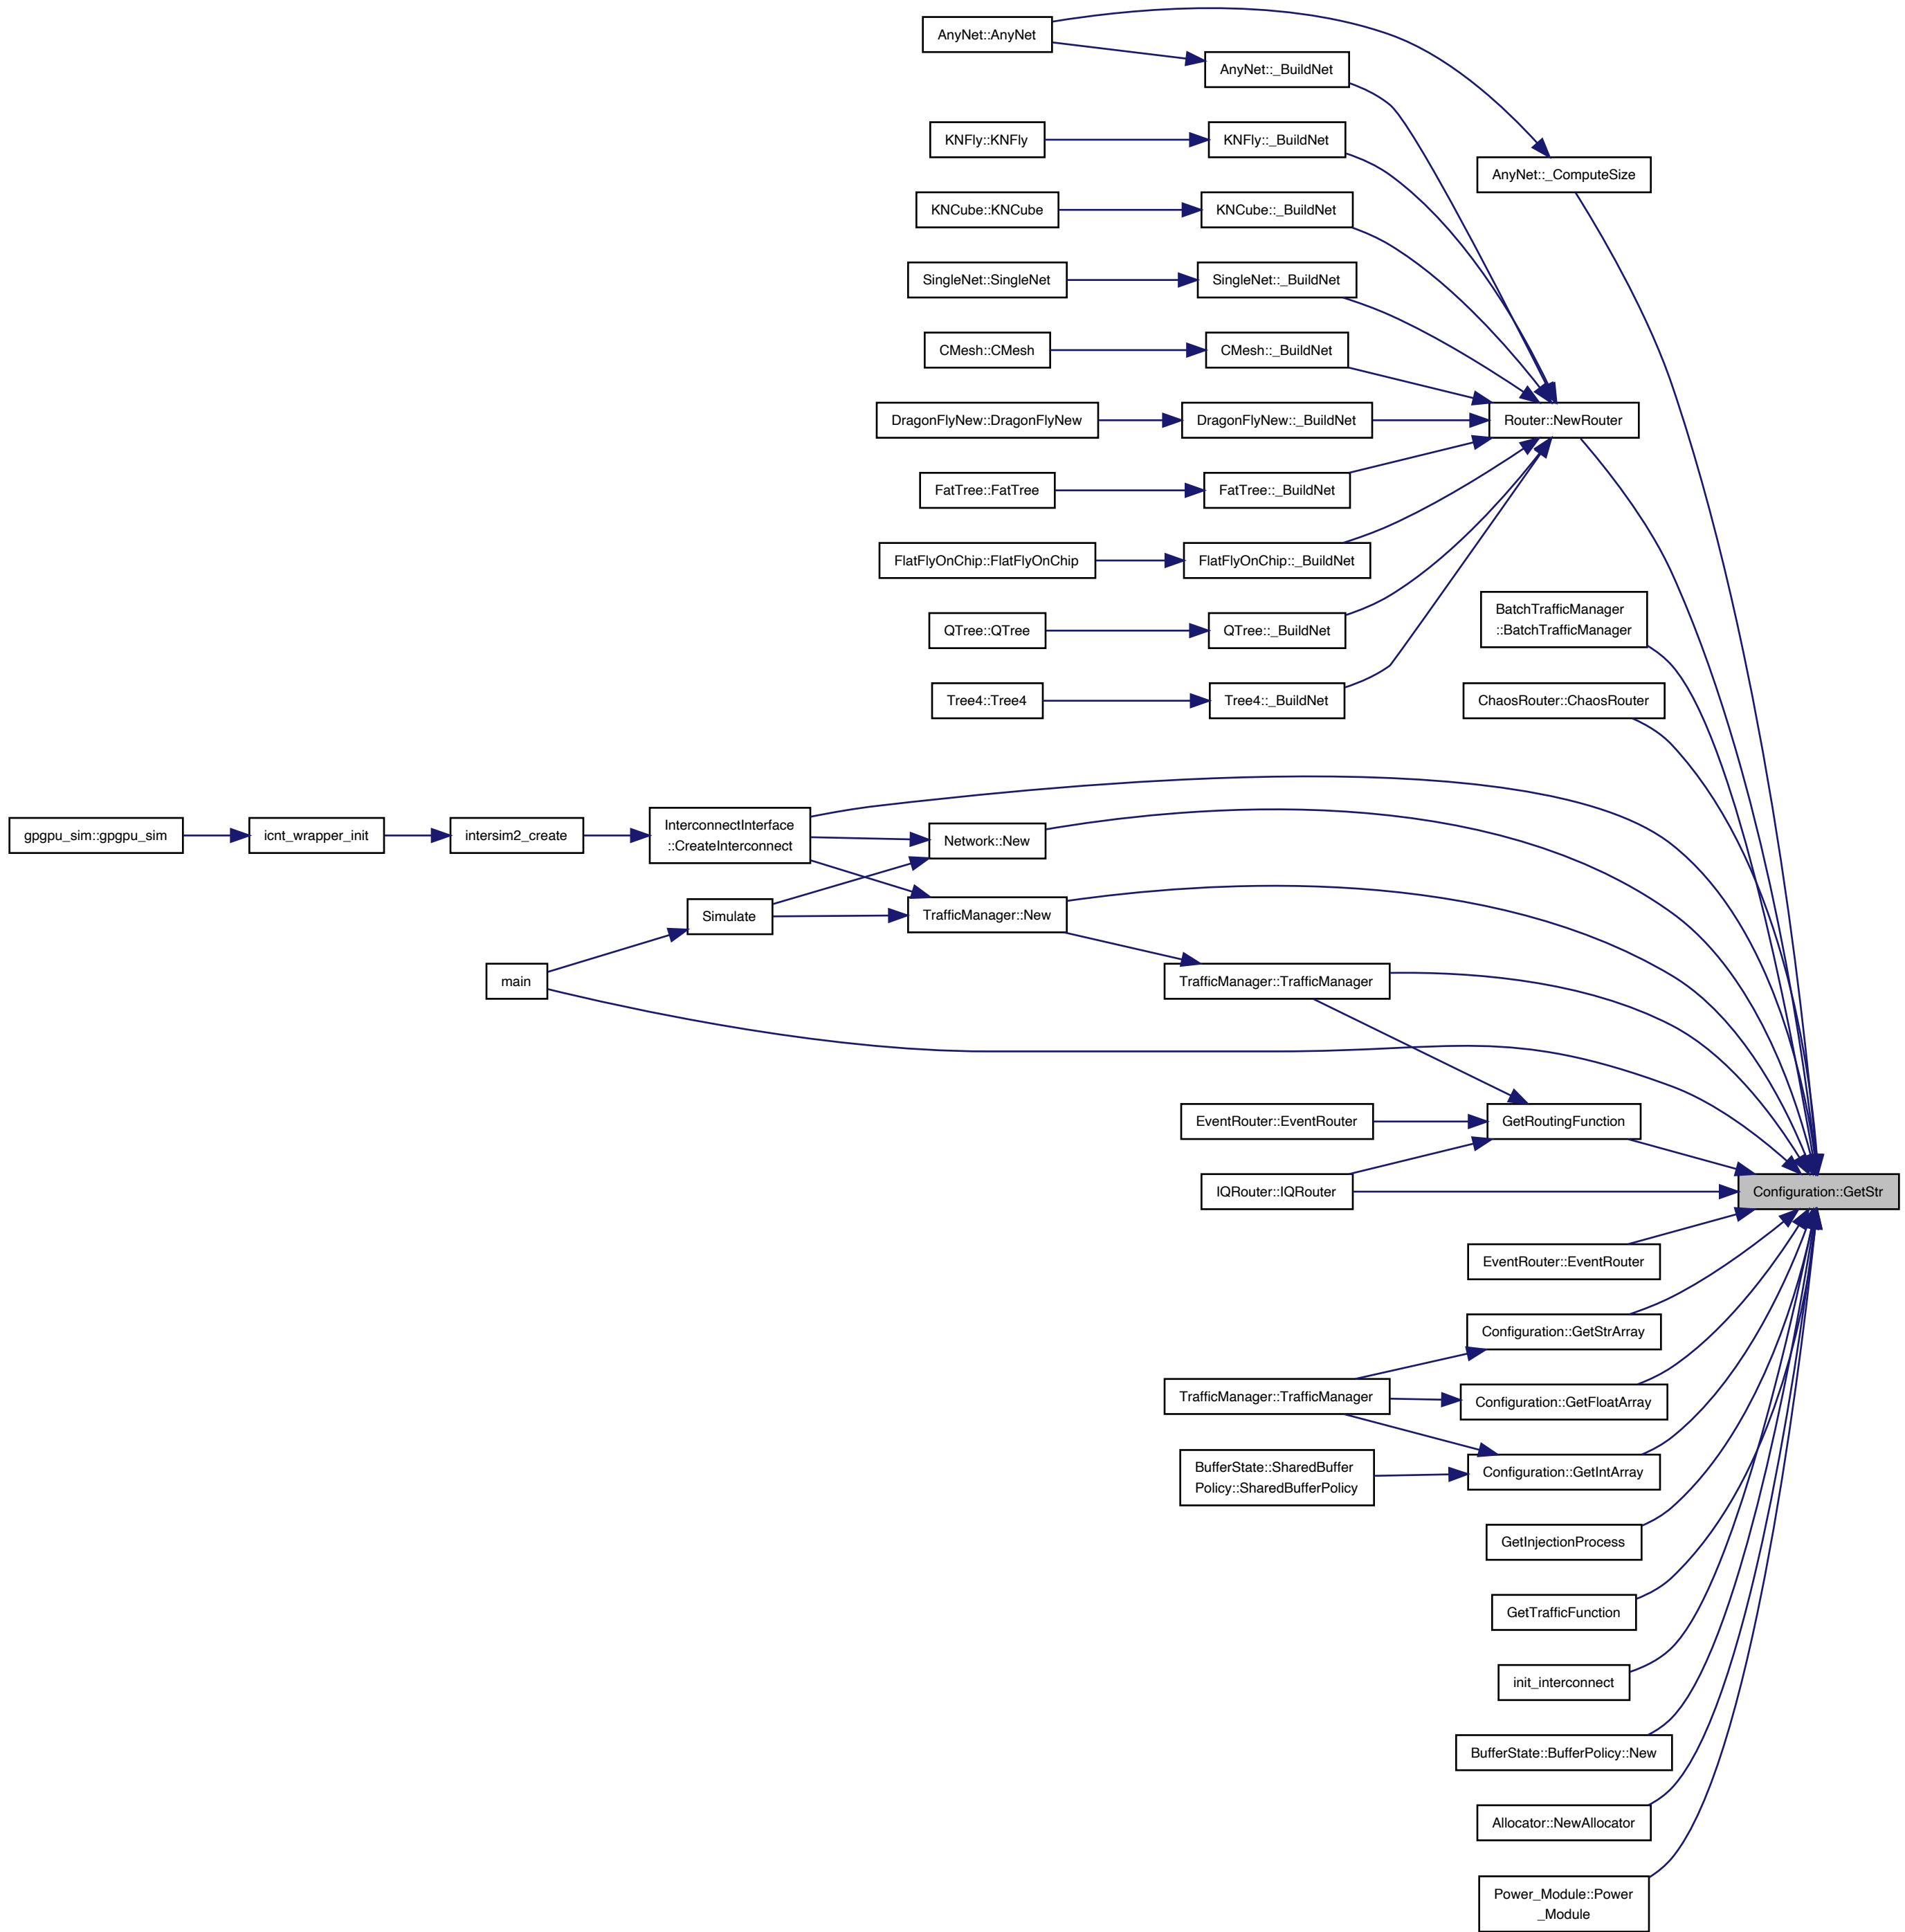 AnyNet::AnyNet
AnyNet::_BuildNet
KNFly::KNFly
KNFly::_BuildNet
AnyNet::_ComputeSize
KNCube::KNCube
KNCube::_BuildNet
SingleNet::SingleNet
SingleNet::_BuildNet
CMesh::CMesh
CMesh::_BuildNet
DragonFlyNew::DragonFlyNew
DragonFlyNew::_BuildNet
Router::NewRouter
FatTree::FatTree
FatTree::_BuildNet
FlatFlyOnChip::FlatFlyOnChip
FlatFlyOnChip::_BuildNet
BatchTrafficManager
::BatchTrafficManager
QTree::QTree
QTree::_BuildNet
Tree4::Tree4
Tree4::_BuildNet
ChaosRouter::ChaosRouter
gpgpu_sim::gpgpu_sim
icnt_wrapper_init
intersim2_create
InterconnectInterface
::CreateInterconnect
Network::New
Simulate
TrafficManager::New
main
TrafficManager::TrafficManager
EventRouter::EventRouter
GetRoutingFunction
IQRouter::IQRouter
Configuration::GetStr
EventRouter::EventRouter
Configuration::GetStrArray
TrafficManager::TrafficManager
Configuration::GetFloatArray
BufferState::SharedBuffer
Policy::SharedBufferPolicy
Configuration::GetIntArray
GetInjectionProcess
GetTrafficFunction
init_interconnect
BufferState::BufferPolicy::New
Allocator::NewAllocator
Power_Module::Power
_Module